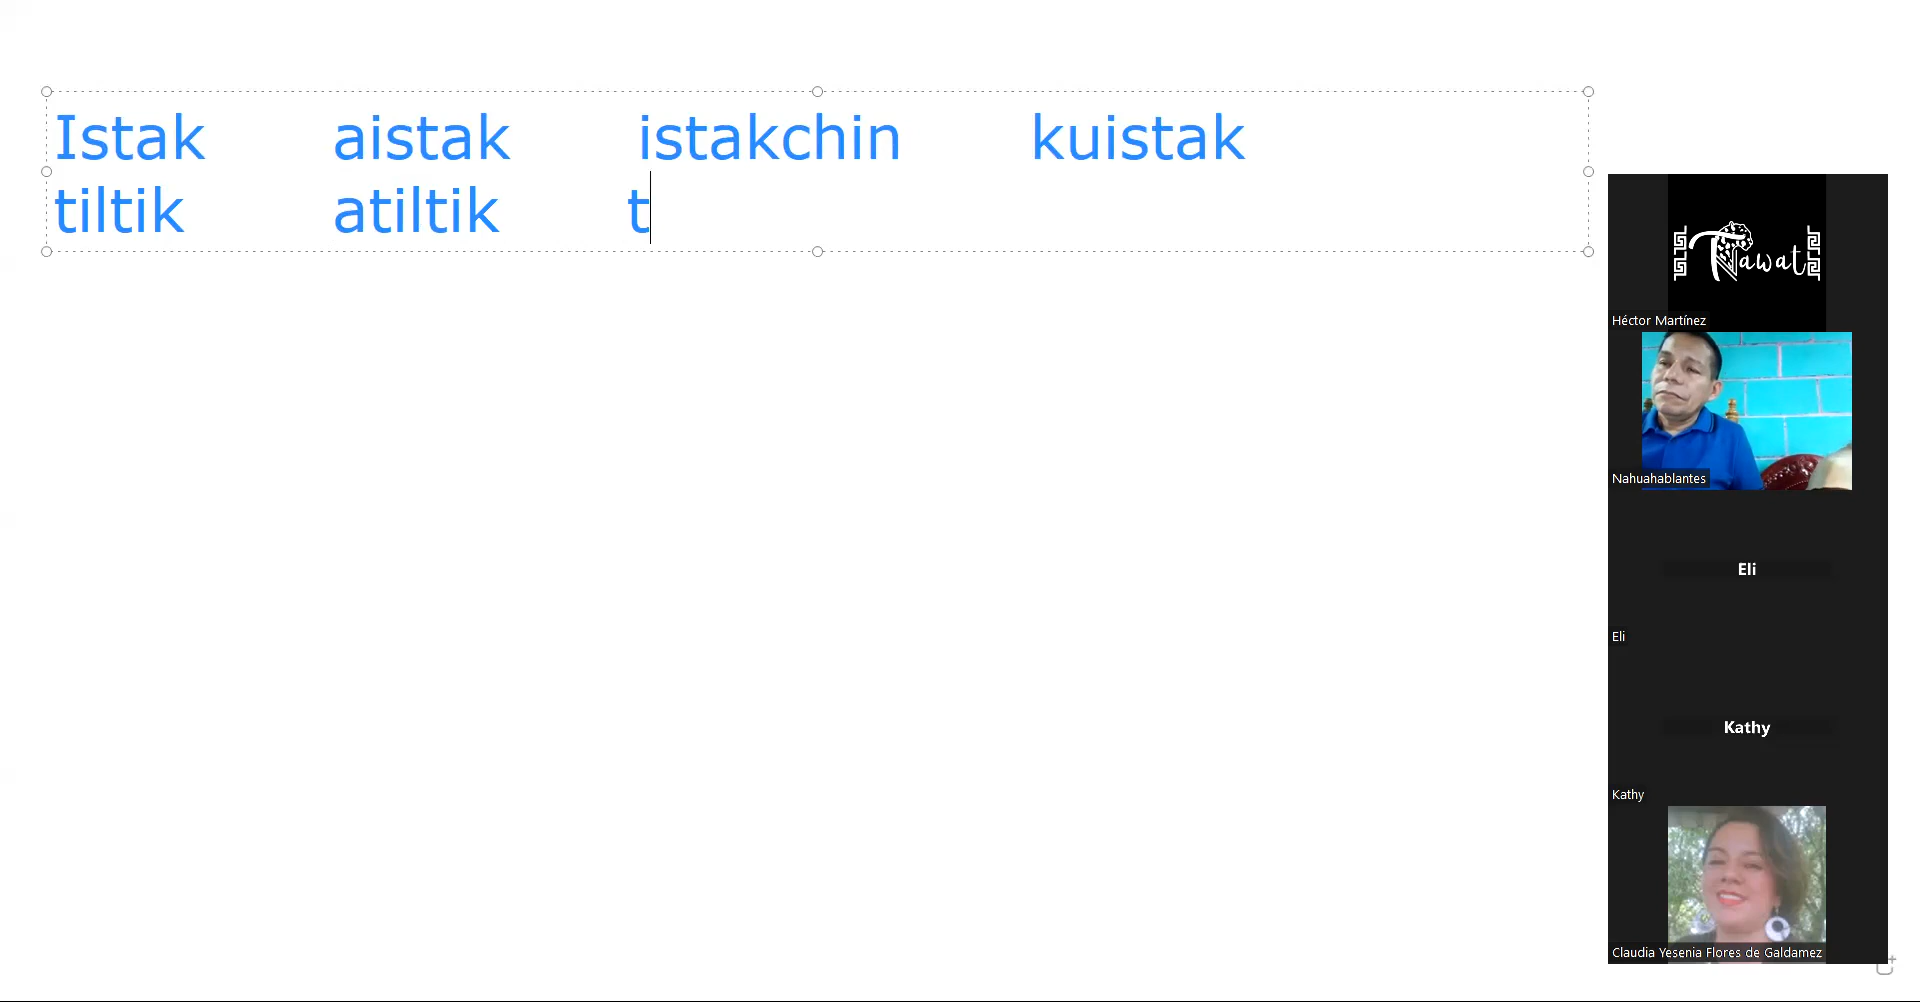 Istak aistak istakchin kuistak
tiltik atiltik t
Tawat
Héctor Martínez
Nahuahablantes
Eli
Eli
Kathy
Kathy
Claudia Yesenia Flores de Galdamez